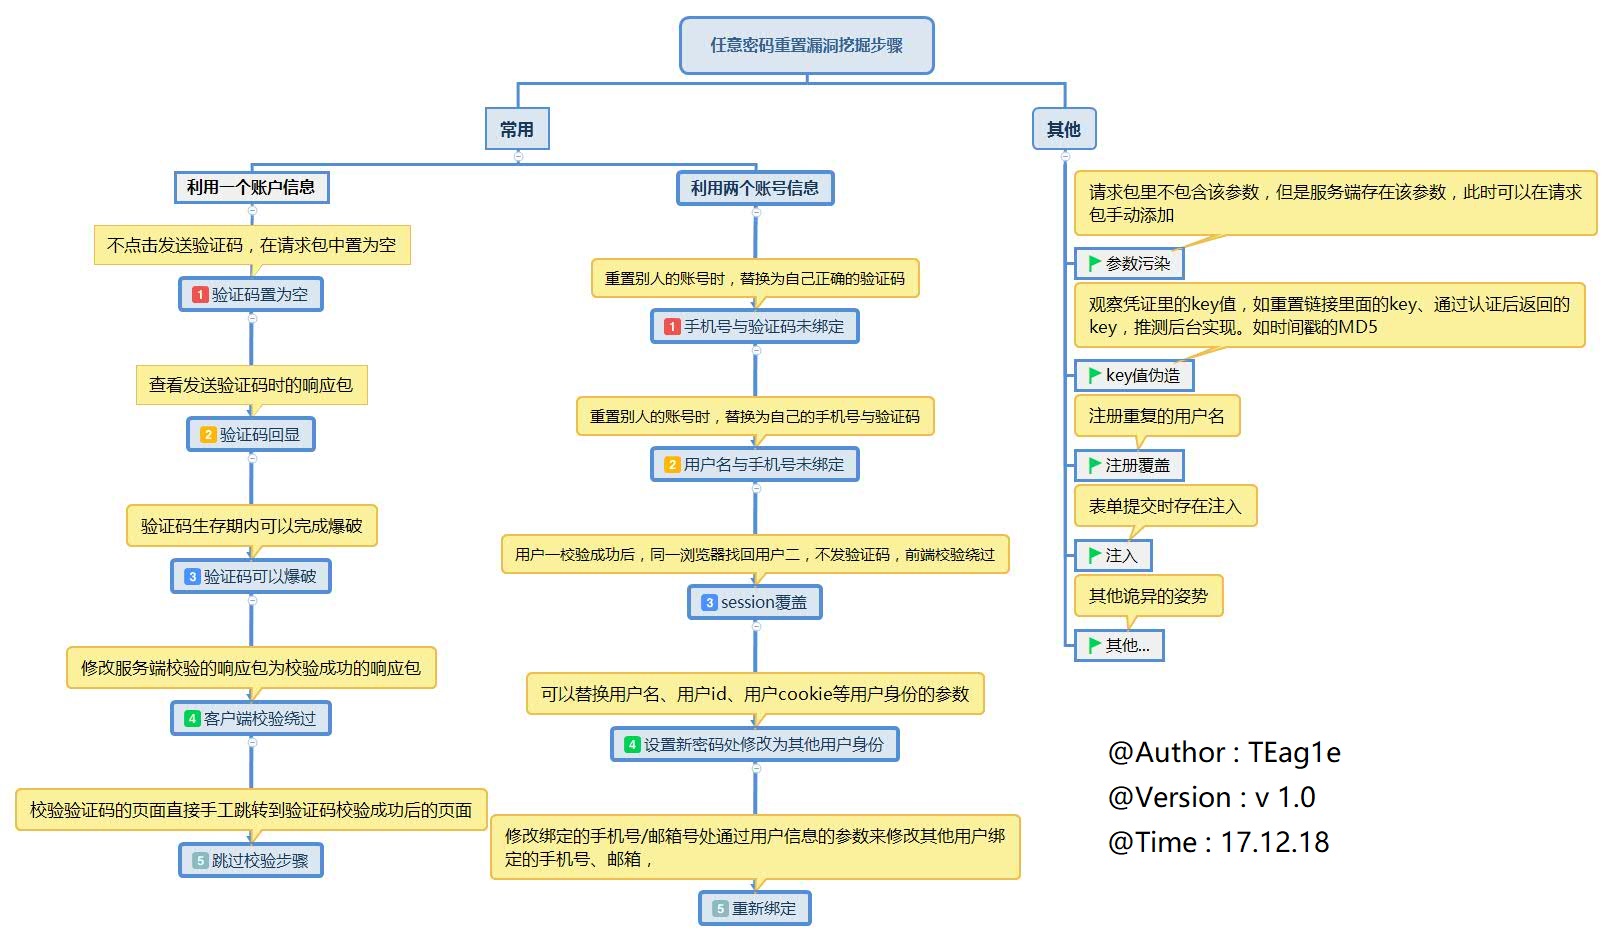 任意密码重置漏洞挖掘步骤
常用
利用一个账户信息
不点击发送验证码，在请求包中置为空
1 验证码置为空
查看发送验证码时的响应包
2 验证码回显
验证码生存期内可以完成爆破
3 验证码可以爆破
修改服务端校验的响应包为校验成功的响应包
4 客户端校验绕过
校验验证码的页面直接手工跳转到验证码校验成功后的页面
5 跳过校验步骤
利用两个账号信息
重置别人的账号时，替换为自己正确的验证码
1 手机号与验证码未绑定
重置别人的账号时，替换为自己的手机号与验证码
2 用户名与手机号未绑定
用户一校验成功后，同一浏览器找回用户二，不发验证码，前端校验绕过
3 session覆盖
可以替换用户名、用户id、用户cookie等用户身份的参数
4 设置新密码处修改为其他用户身份
修改绑定的手机号/邮箱号处通过用户信息的参数来修改其他用户绑
定的手机号、邮箱，
5 重新绑定
其他
请求包里不包含该参数，但是服务端存在该参数，此时可以在请求
包手动添加
参数污染
观察凭证里的key值，如重置链接里面的key、通过认证后返回的
key，推测后台实现。如时间戳的MD5
key值伪造
注册重复的用户名
注册覆盖
表单提交时存在注入
注入
其他诡异的姿势
其他...
@Author : TEag1e
@Version : v 1.0
@Time : 17.12.18